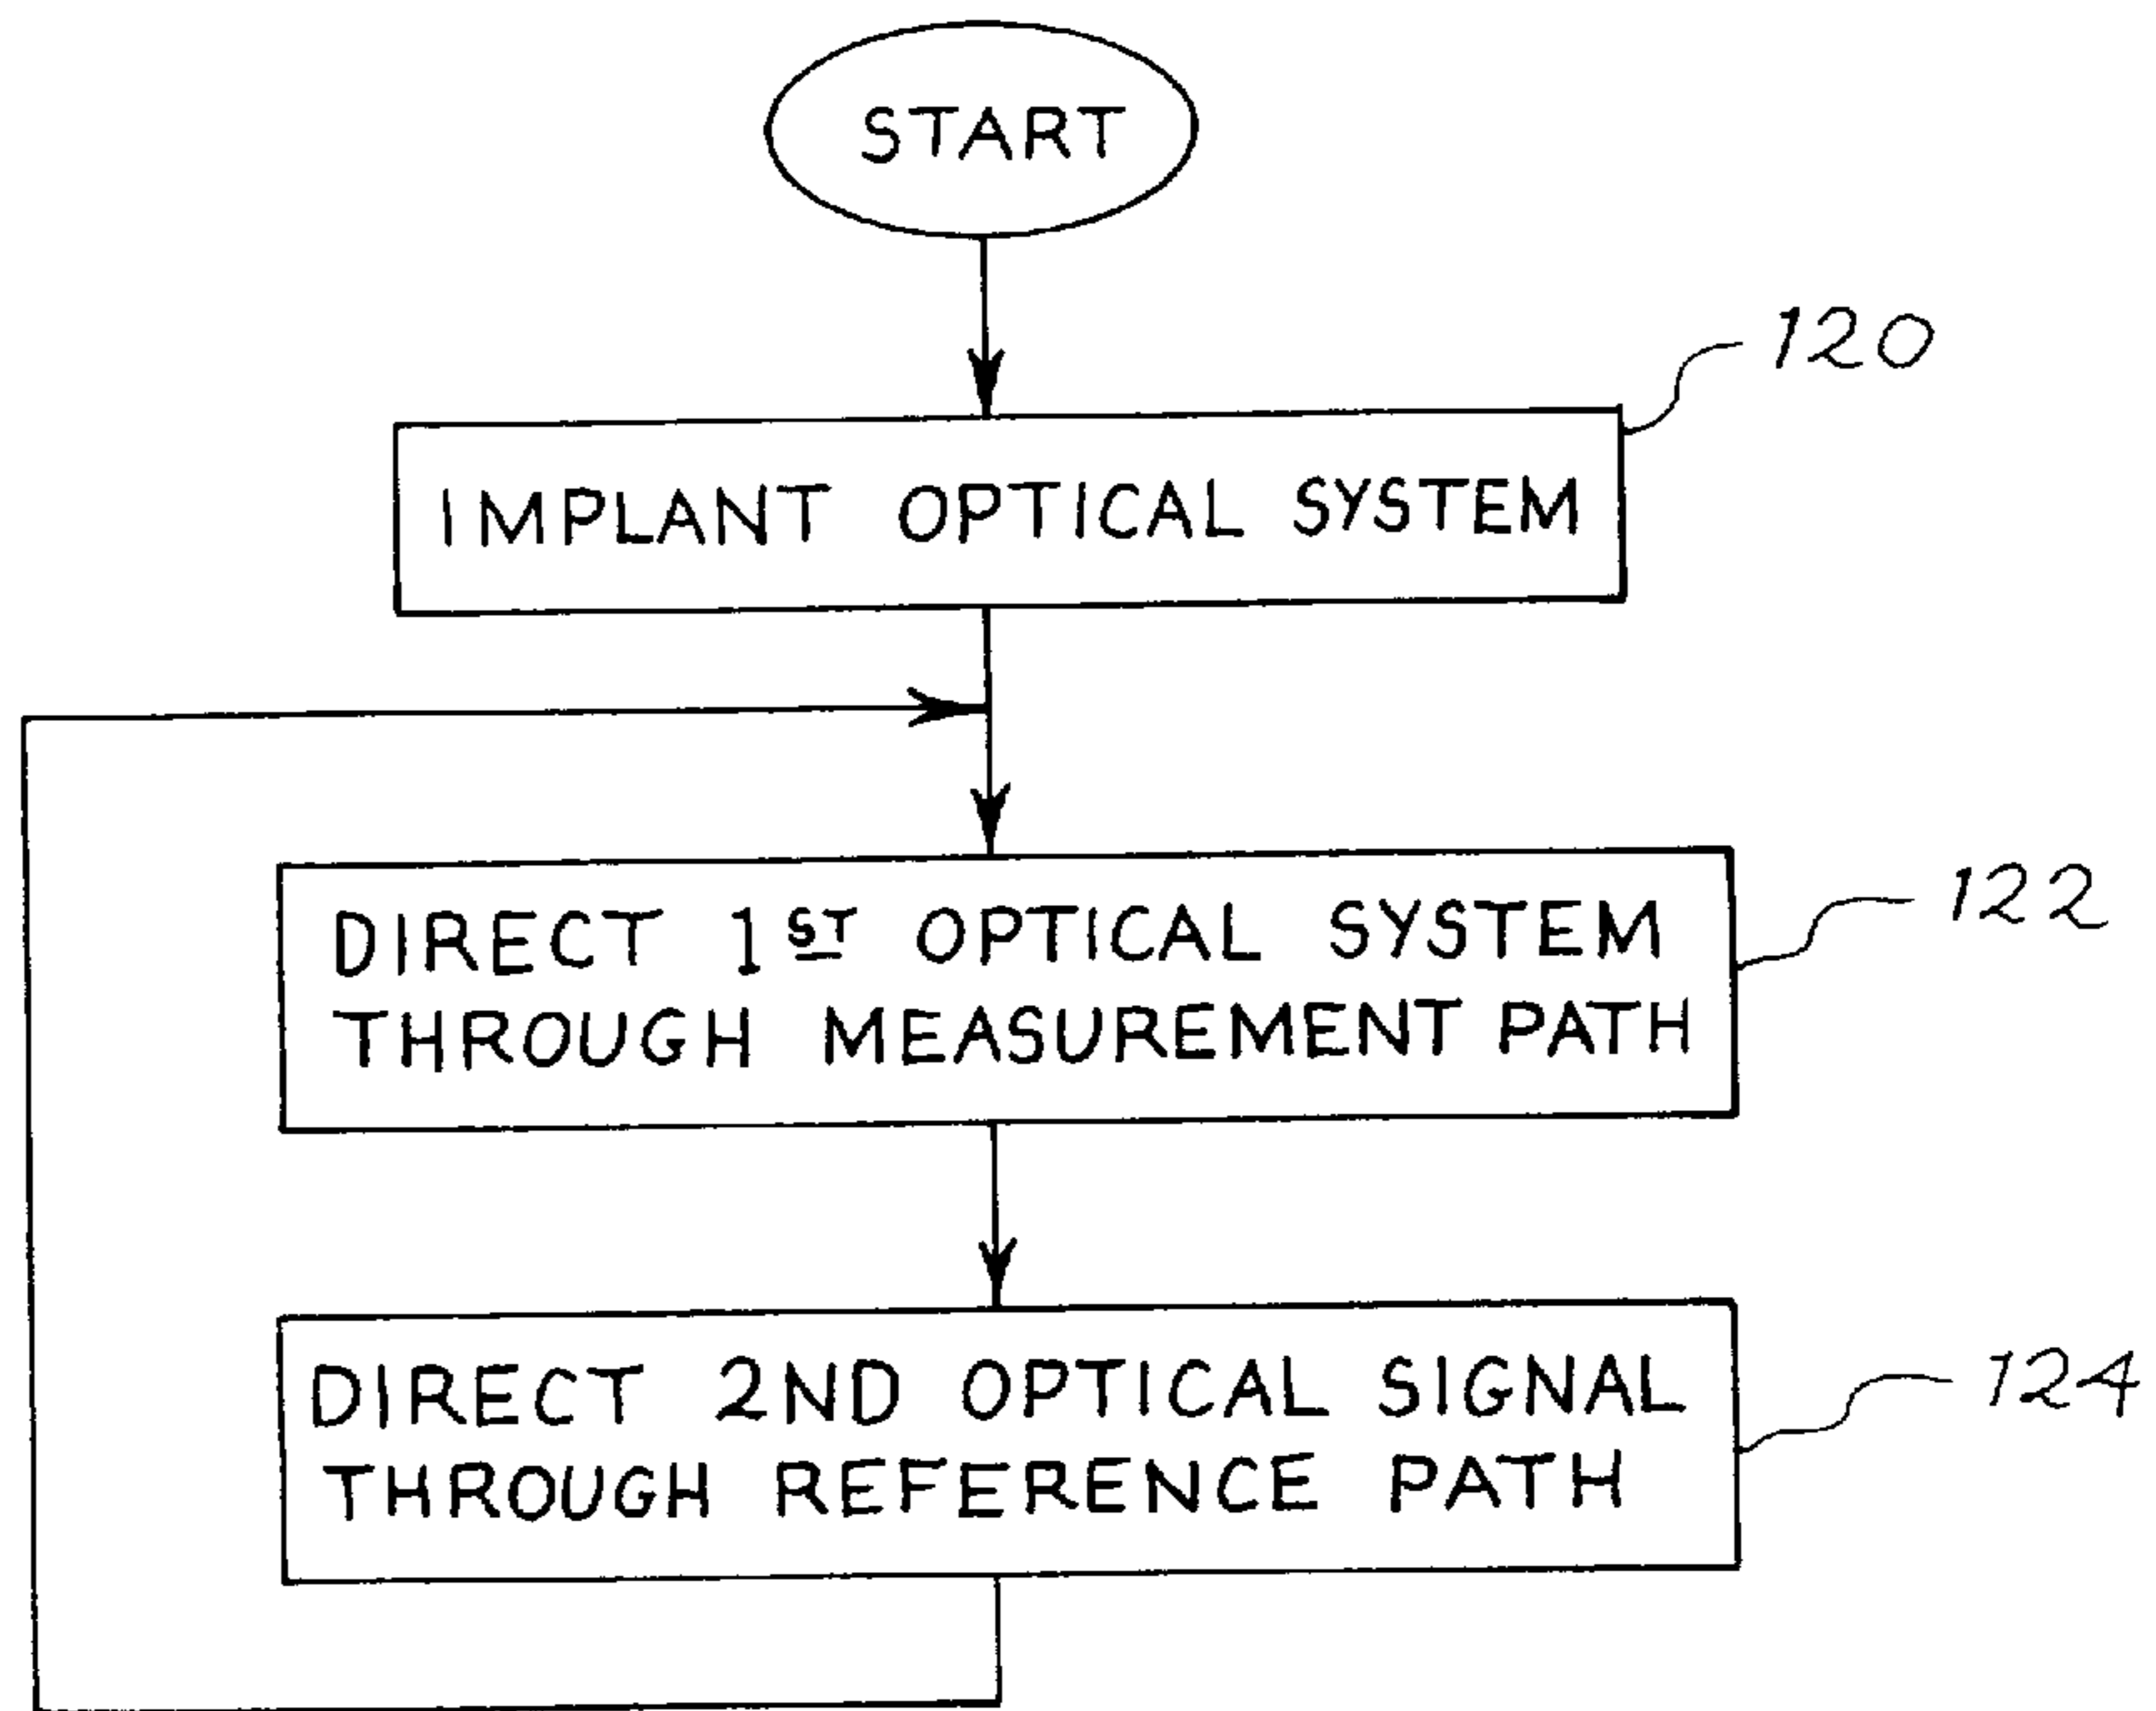 START
120
IMPLANT OPTICAL SYSTEM
122
DIRECT 1ST OPTICAL SYSTEM
THROUGH MEASUREMENT PATH
124
DIRECT 2ND OPTICAL SIGNAL
THROUGH REFERENCE PATH